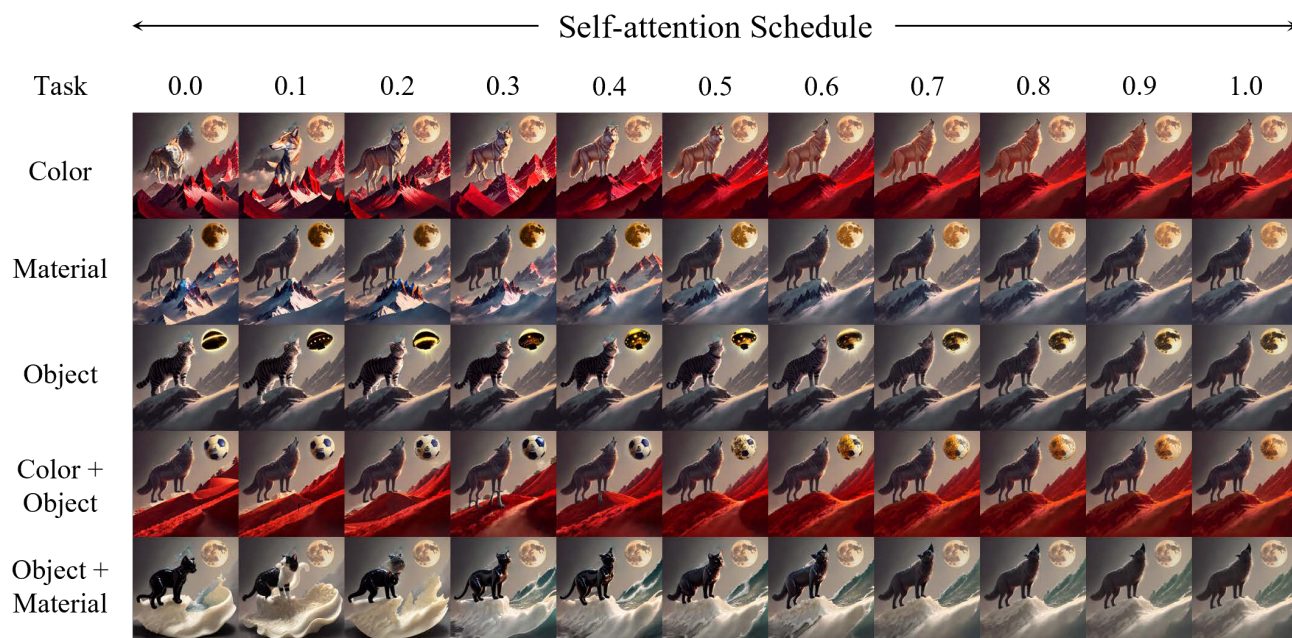 Self-attention Schedule
Task 0.0 0.1 0.2 0.3 0.4 0.5 0.6 0.7 0.8 0.9 1.0
Color
Material
Object
Color +
Object
Object +
Material